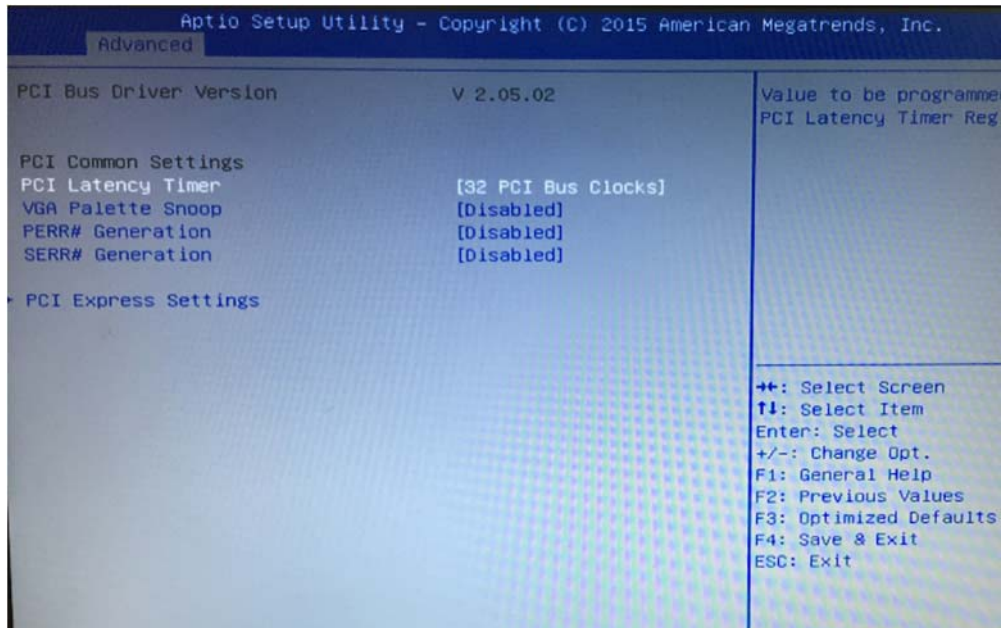 Aptio Setup Utility – Copyright (C) 2015 American Megatrends, Inc.
Advanced
PCI Bus Driver Version V 2.05.02
PCI Common Settings
PCI Latency Timer [32 PCI Bus Clocks]
VGA Palette Snoop [Disabled]
PERR# Generation [Disabled]
SERR# Generation [Disabled]
PCI Express Settings
Value to be programme
PCI Latency Timer Reg
→←: Select Screen
↑↓: Select Item
Enter: Select
+/-: Change Opt.
F1: General Help
F2: Previous Values
F3: Optimized Defaults
F4: Save & Exit
ESC: Exit